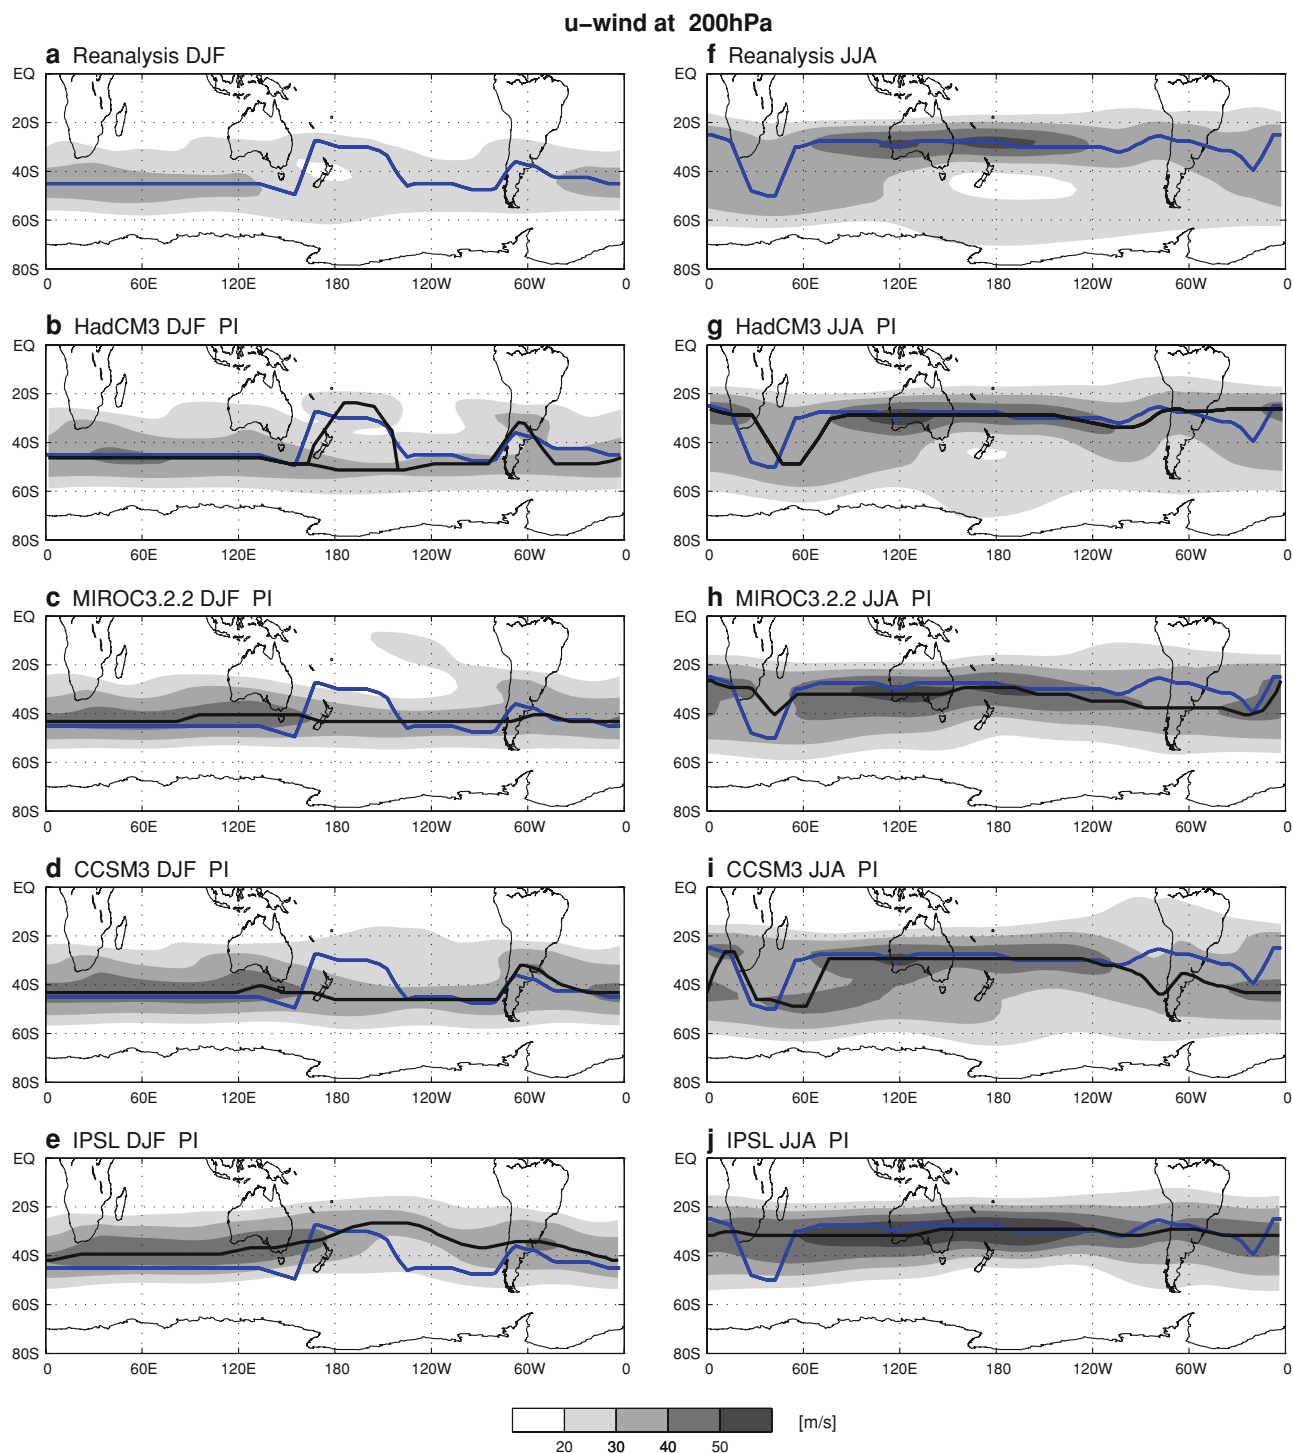 u−wind at 200hPa
a Reanalysis DJF
EQ
20S
40S
60S
80S
0 60E 120E 180 120W 60W 0
f Reanalysis JJA
EQ
20S
40S
60S
80S
0 60E 120E 180 120W 60W 0
b HadCM3 DJF PI
EQ
20S
40S
60S
80S
0 60E 120E 180 120W 60W 0
g HadCM3 JJA PI
EQ
20S
40S
60S
80S
0 60E 120E 180 120W 60W 0
c MIROC3.2.2 DJF PI
EQ
20S
40S
60S
80S
0 60E 120E 180 120W 60W 0
h MIROC3.2.2 JJA PI
EQ
20S
40S
60S
80S
0 60E 120E 180 120W 60W 0
d CCSM3 DJF PI
EQ
20S
40S
60S
80S
0 60E 120E 180 120W 60W 0
i CCSM3 JJA PI
EQ
20S
40S
60S
80S
0 60E 120E 180 120W 60W 0
e IPSL DJF PI
EQ
20S
40S
60S
80S
0 60E 120E 180 120W 60W 0
j IPSL JJA PI
EQ
20S
40S
60S
80S
0 60E 120E 180 120W 60W 0
[m/s]
20 30 40 50